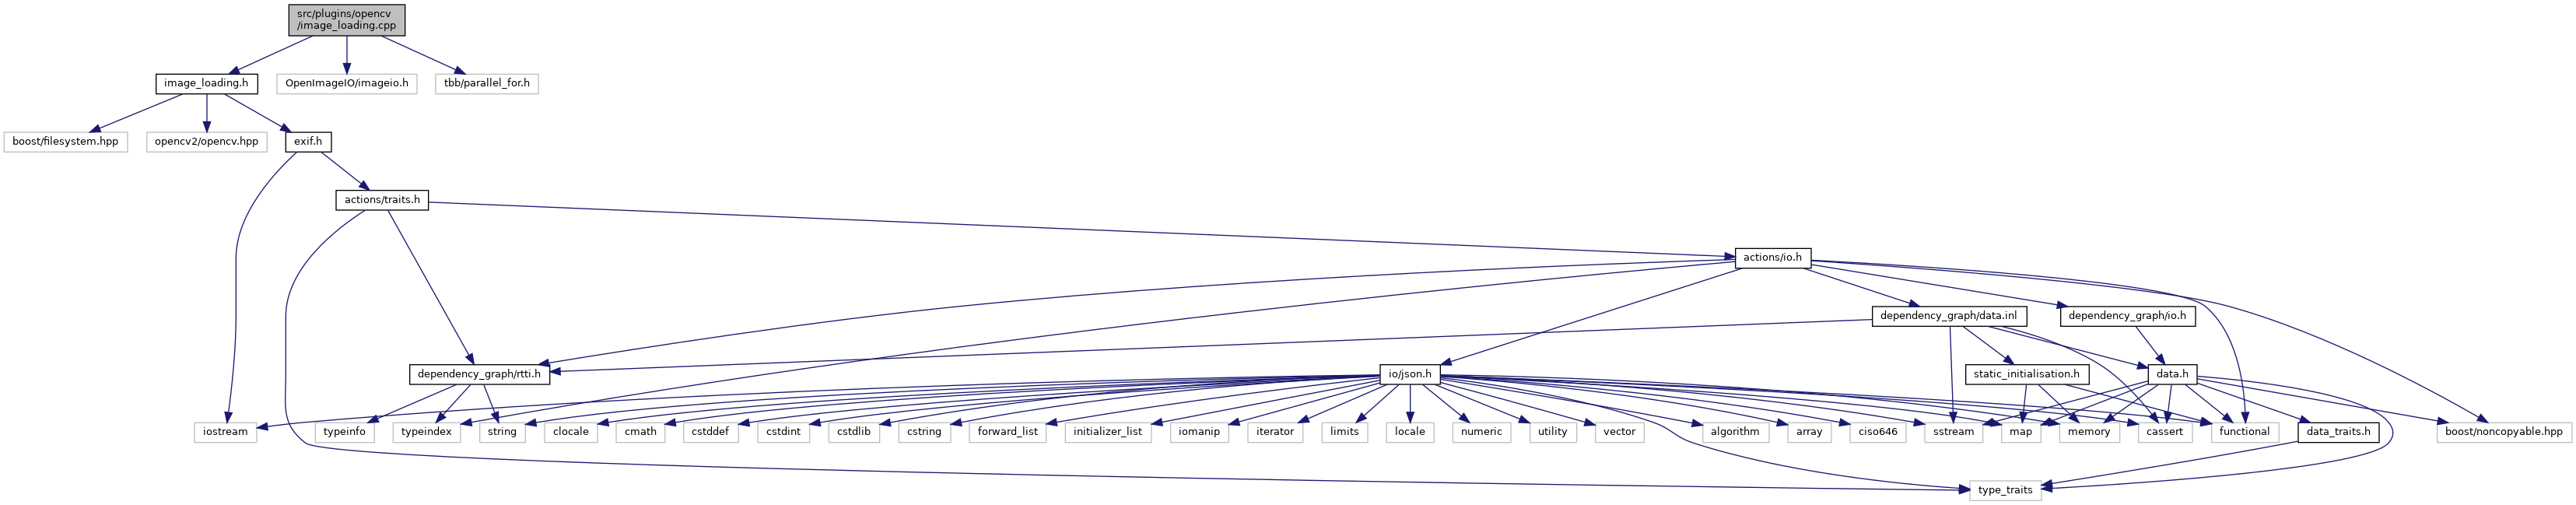 src/plugins/opencv
/image_loading.cpp
image_loading.h
OpenImageIO/imageio.h
tbb/parallel_for.h
boost/filesystem.hpp
opencv2/opencv.hpp
exif.h
actions/traits.h
actions/io.h
dependency_graph/data.inl
dependency_graph/io.h
dependency_graph/rtti.h
io/json.h
static_initialisation.h
data.h
iostream
typeinfo
typeindex
string
clocale
cmath
cstddef
cstdint
cstdlib
cstring
forward_list
initializer_list
iomanip
iterator
limits
locale
numeric
utility
vector
algorithm
array
ciso646
sstream
map
memory
cassert
functional
data_traits.h
boost/noncopyable.hpp
type_traits